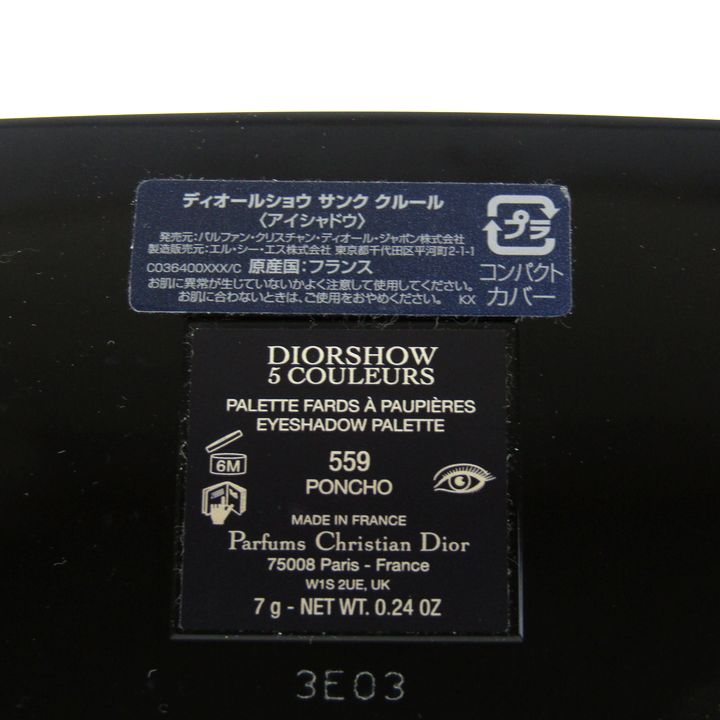 ディオールショウ サンク クルール
〈アイシャドウ〉
発売元:パルファン・クリスチャン・ディオール・ジャポン株式会社
製造販売元:エル・シー・エス株式会社 東京都千代田区平河町2-1-1
C036400XXX/C 原産国:フランス
お肌に異常が生じていないかよく注意して使用してください。
お肌に合わないときは、ご使用をおやめください。 KX
プラ
コンパクト
カバー
DIORSHOW
5 COULEURS
PALETTE FARDS À PAUPIÈRES
EYESHADOW PALETTE
6M
559
PONCHO
MADE IN FRANCE
Parfums Christian Dior
75008 Paris - France
W1S 2UE, UK
7 g - NET WT. 0.24 OZ
3E03